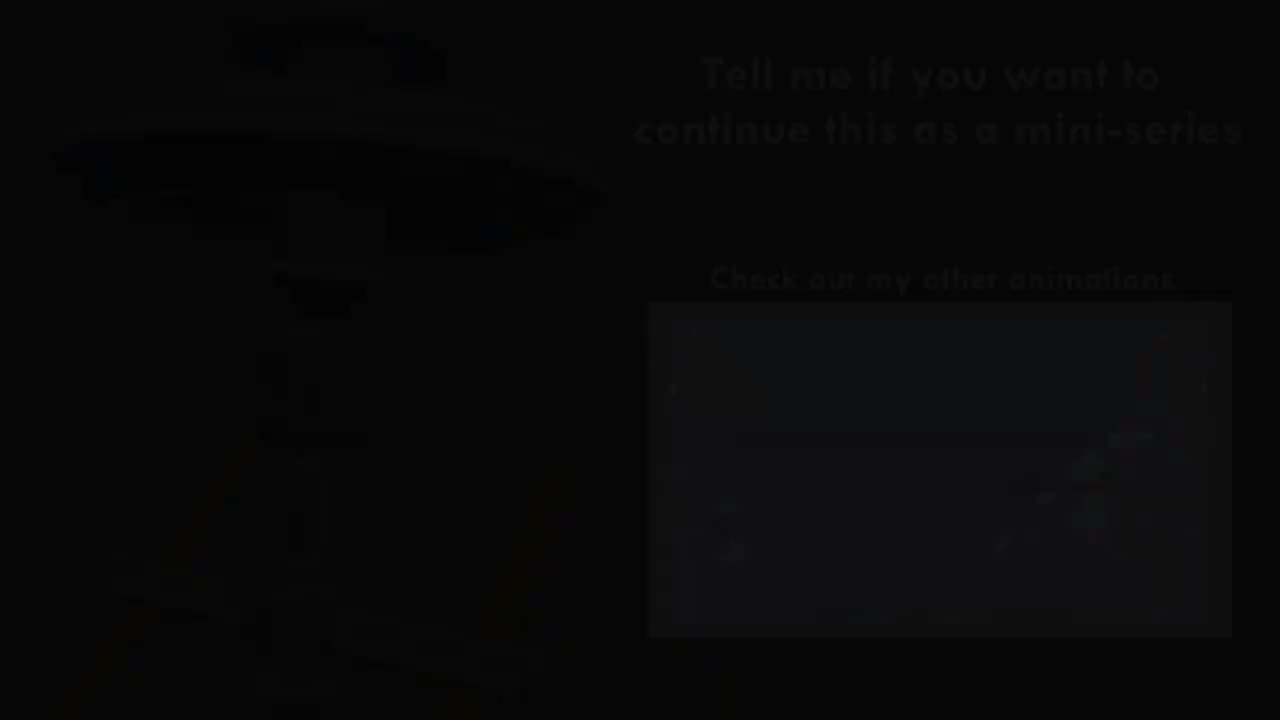 Tell me if you want to
continue this as a mini-series
Check out my other animations